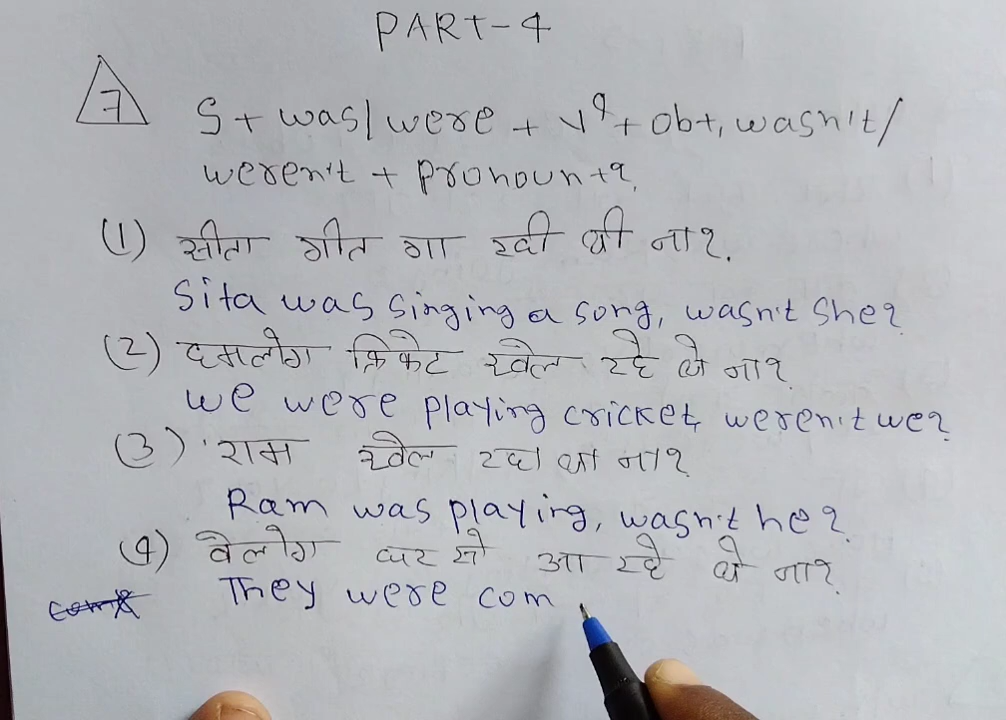 PART-4
7
S + was/were + V⁹ + obt, wasn't/
weren't + pronoun + ?
(1) सीता गीत गा रही थी ना?
Sita was singing a song, wasn't she?
(2) हमलोग क्रिकेट खेल रहे थे ना?
We were playing cricket, weren't we?
(3) राम खेल रहा था ना?
Ram was playing, wasn't he?
(4) वेलोग घर से आ रहे थे ना?
They were com